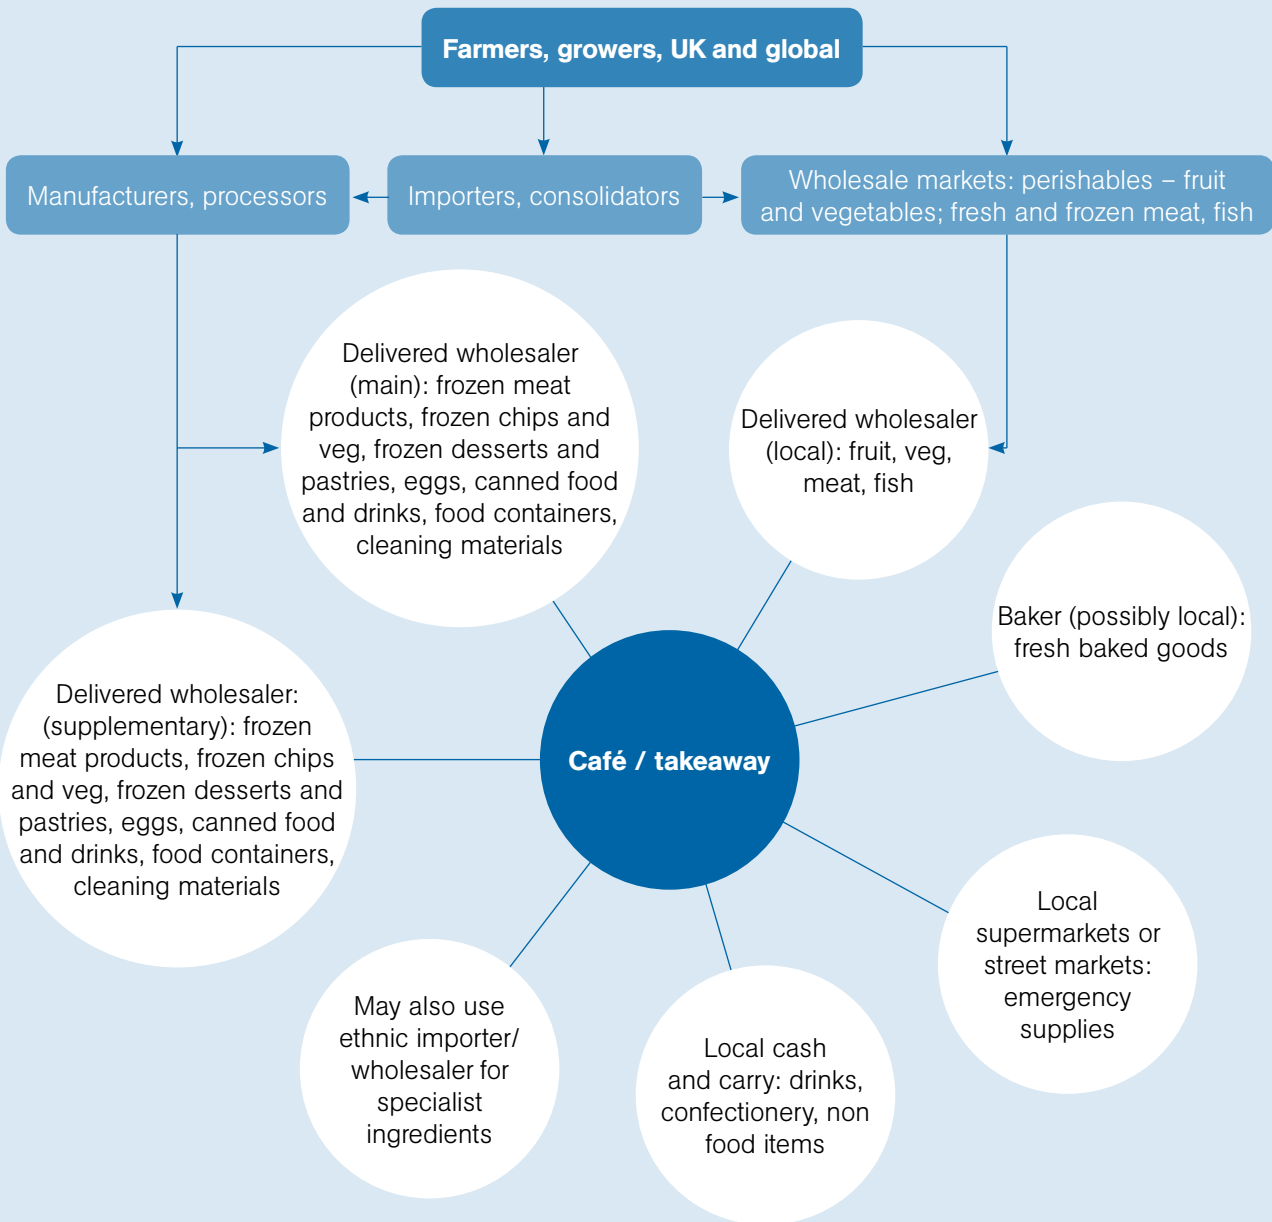 Farmers, growers, UK and global
Manufacturers, processors
Importers, consolidators
Wholesale markets: perishables – fruit
and vegetables; fresh and frozen meat, fish
Delivered wholesaler
(main): frozen meat
products, frozen chips and
veg, frozen desserts and
pastries, eggs, canned food
and drinks, food containers,
cleaning materials
Delivered wholesaler
(local): fruit, veg,
meat, fish
Baker (possibly local):
fresh baked goods
Delivered wholesaler:
(supplementary): frozen
meat products, frozen chips
and veg, frozen desserts and
pastries, eggs, canned food
and drinks, food containers,
cleaning materials
Café / takeaway
Local
supermarkets or
street markets:
emergency
supplies
May also use
ethnic importer/
wholesaler for
specialist
ingredients
Local cash
and carry: drinks,
confectionery, non
food items